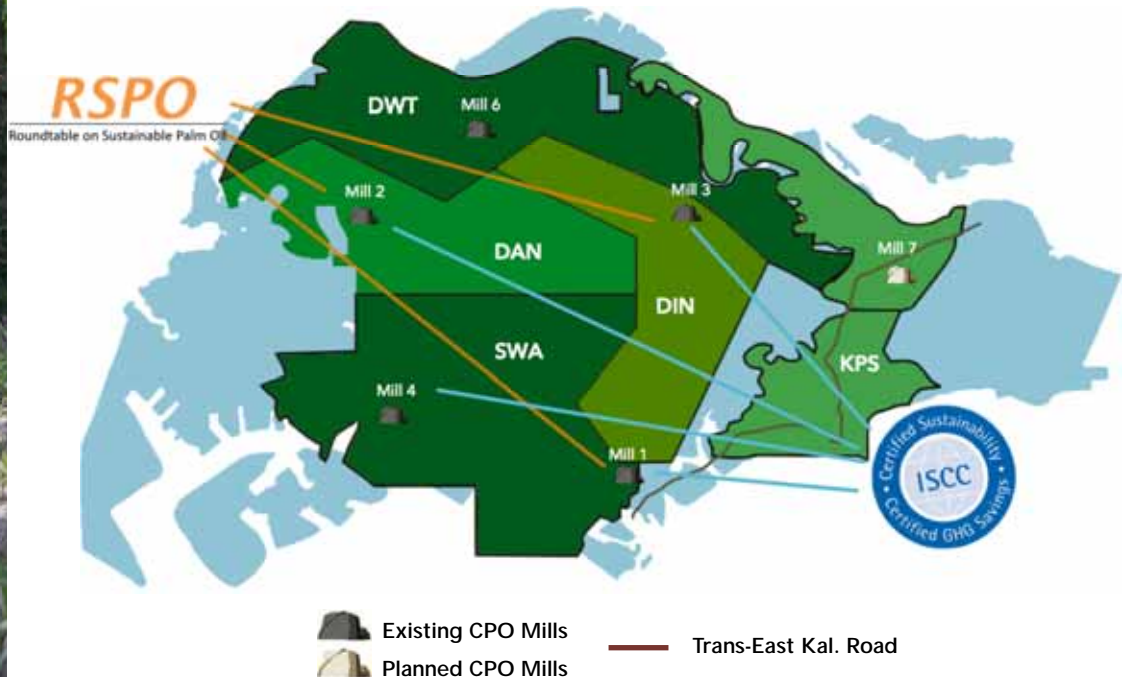 RSPO
Roundtable on Sustainable Palm Oil
DWT
Mill 6
Mill 2
Mill 3
DAN
Mill 7
DIN
SWA
KPS
Mill 4
Mill 1
Certified Sustainability
ISCC
Certified GHG Savings
Existing CPO Mills
Trans-East Kal. Road
Planned CPO Mills